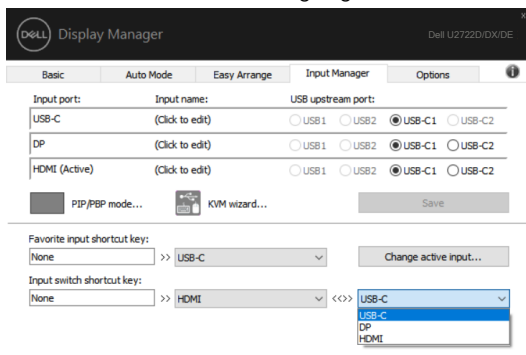 DELL Display Manager
x
Dell U2722D/DX/DE
Basic Auto Mode Easy Arrange Input Manager Options
Input port: Input name: USB upstream port:
USB-C (Click to edit) USB1 USB2 USB-C1 USB-C2
DP (Click to edit) USB1 USB2 USB-C1 USB-C2
HDMI (Active) (Click to edit) USB1 USB2 USB-C1 USB-C2
PIP/PBP mode... KVM wizard... Save
Favorite input shortcut key:
None >> USB-C Change active input...
Input switch shortcut key:
None >> HDMI <<>> USB-C
USB-C
DP
HDMI